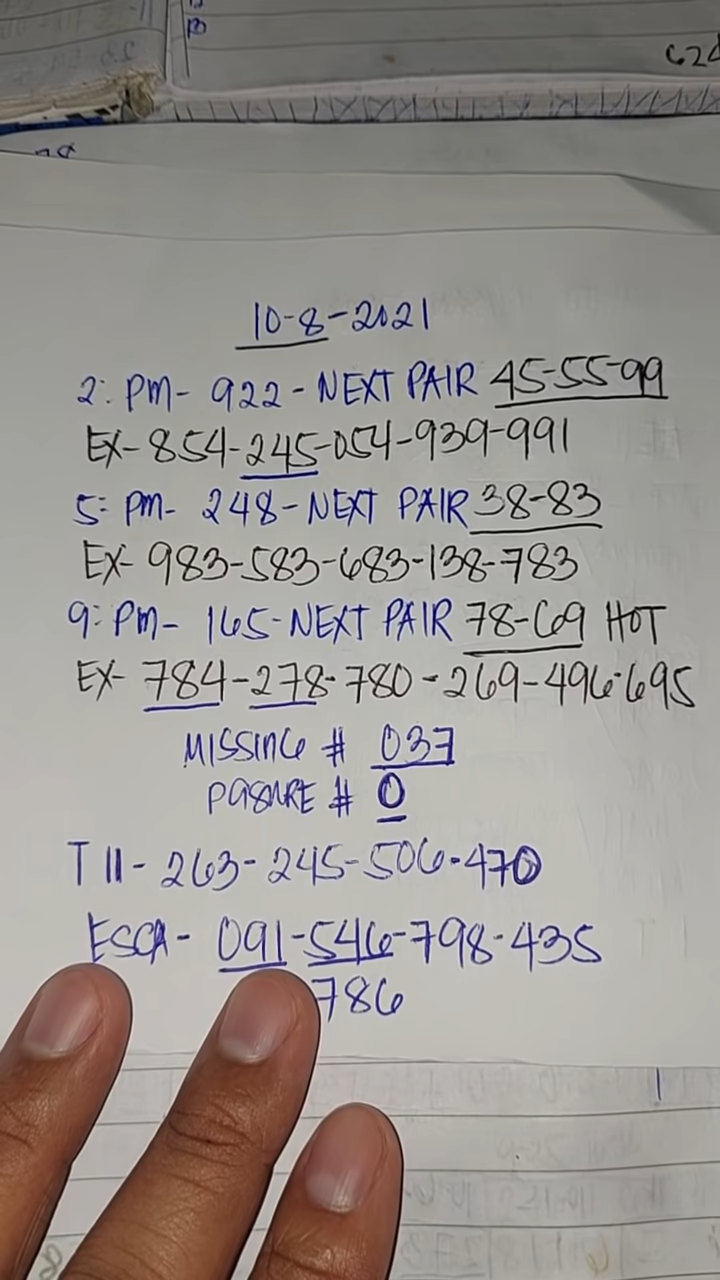 624
10-8-2021
2: PM- 922 - NEXT PAIR 45-55-99
EX- 854-245-054-939-991
5: PM- 248 - NEXT PAIR 38-83
EX- 983-583-683-138-783
9: PM- 165-NEXT PAIR 78-69 HOT
EX- 784-278-780-269-496-695
MISSING # 037
PASURE # 0
T 11- 263-245-506-470
ESCA- 091-546-798-435
786